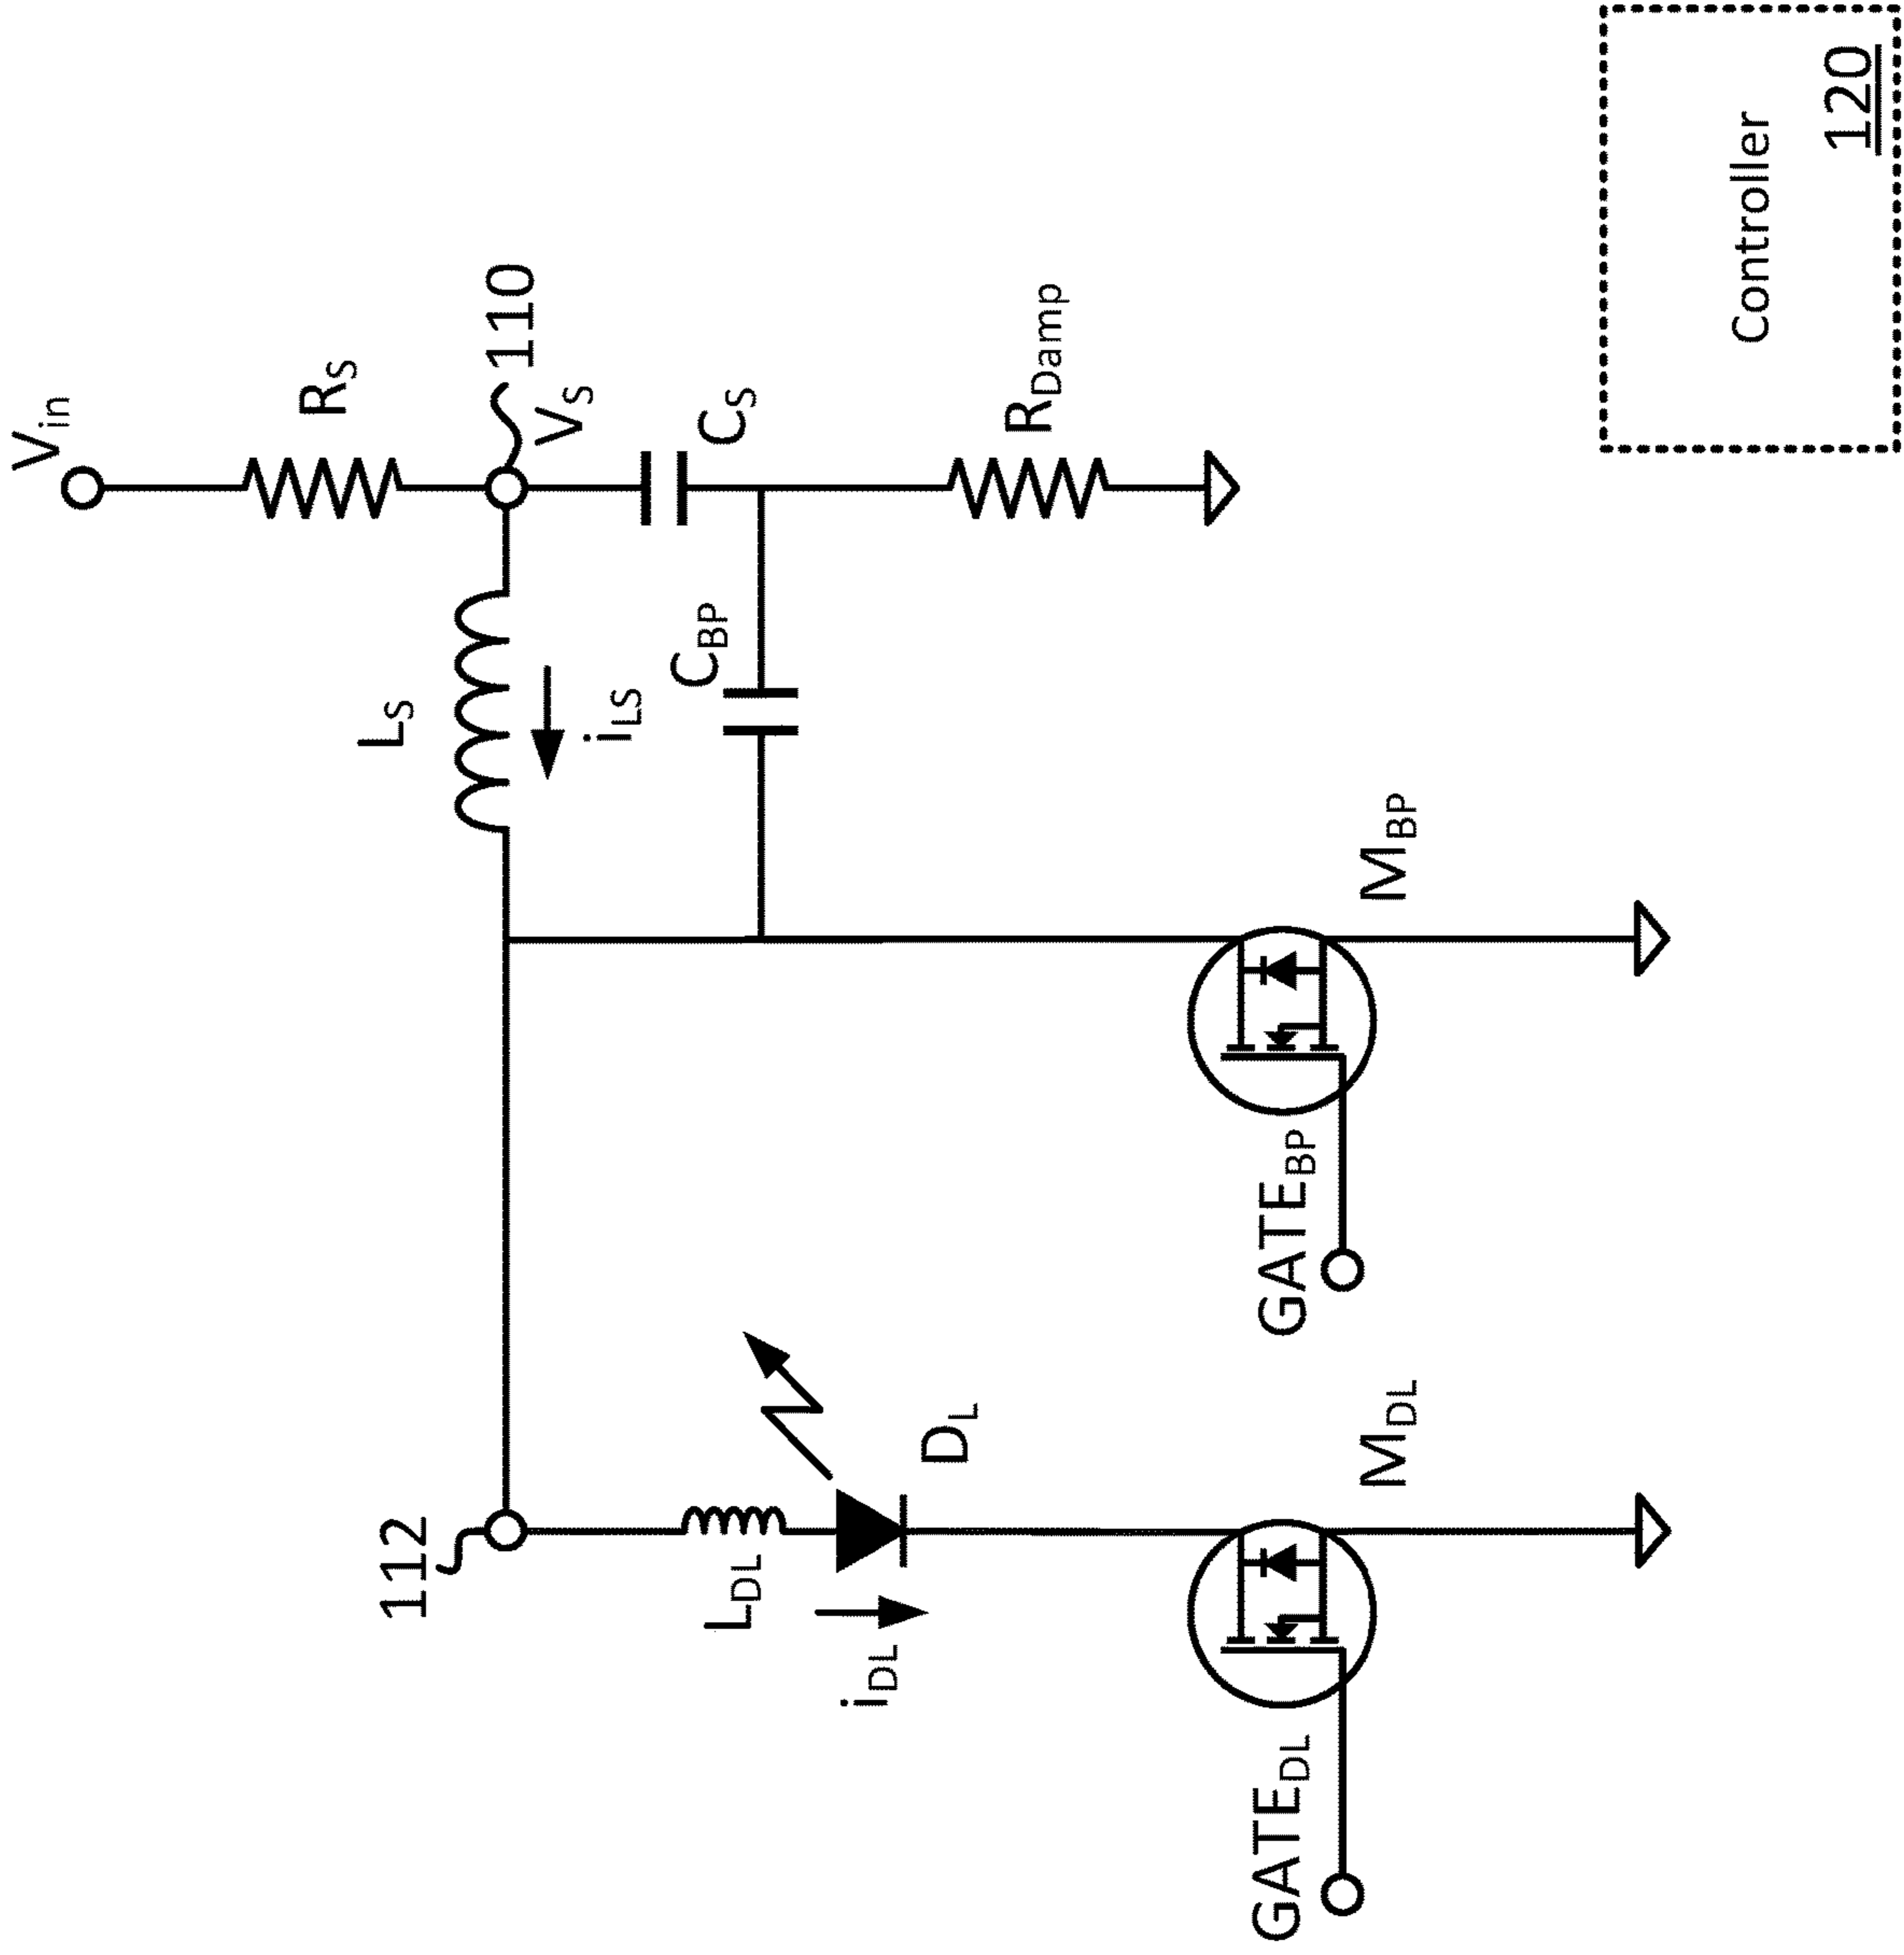 Vin
RS
110
VS
LS
iLS
CS
CBP
RDamp
112
LDL
iDL
DL
MBP
GATEBP
MDL
GATEDL
Controller
120